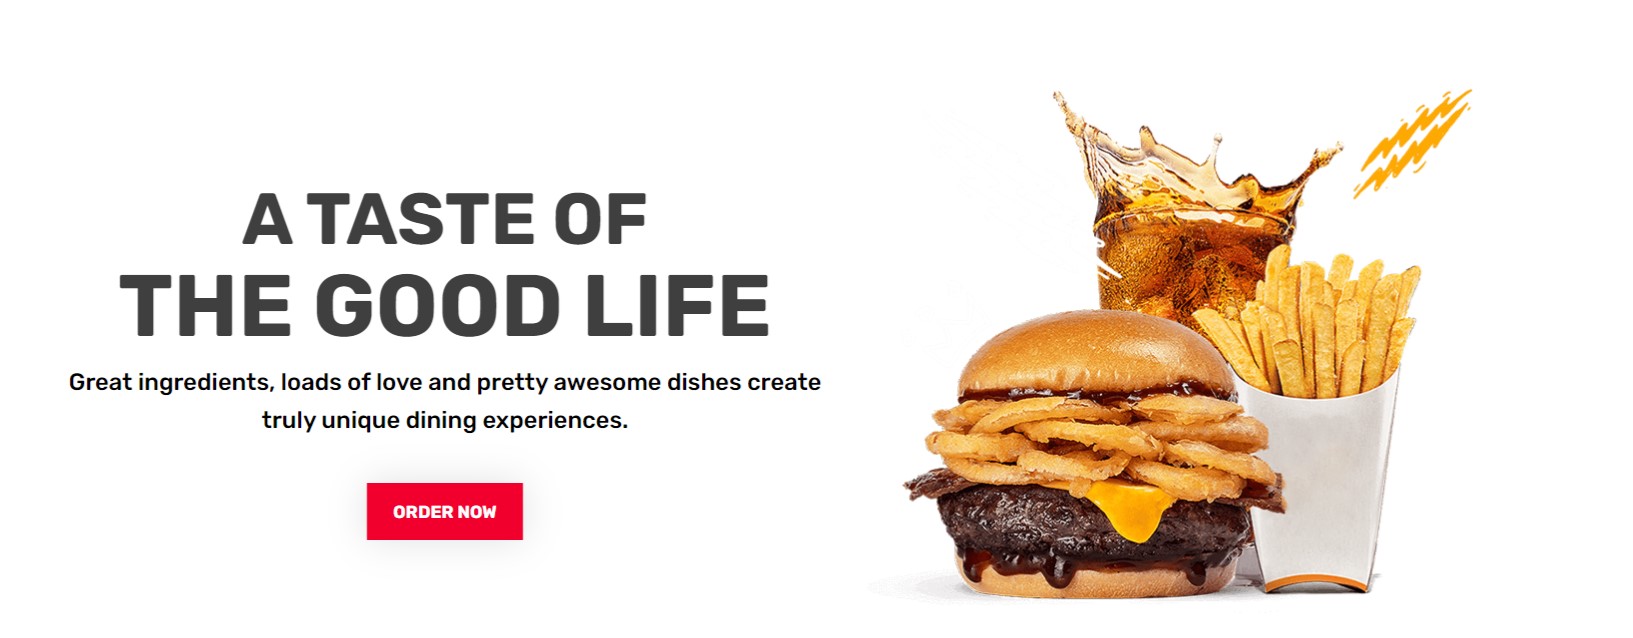 A TASTE OF
THE GOOD LIFE
Great ingredients, loads of love and pretty awesome dishes create
truly unique dining experiences.
ORDER NOW